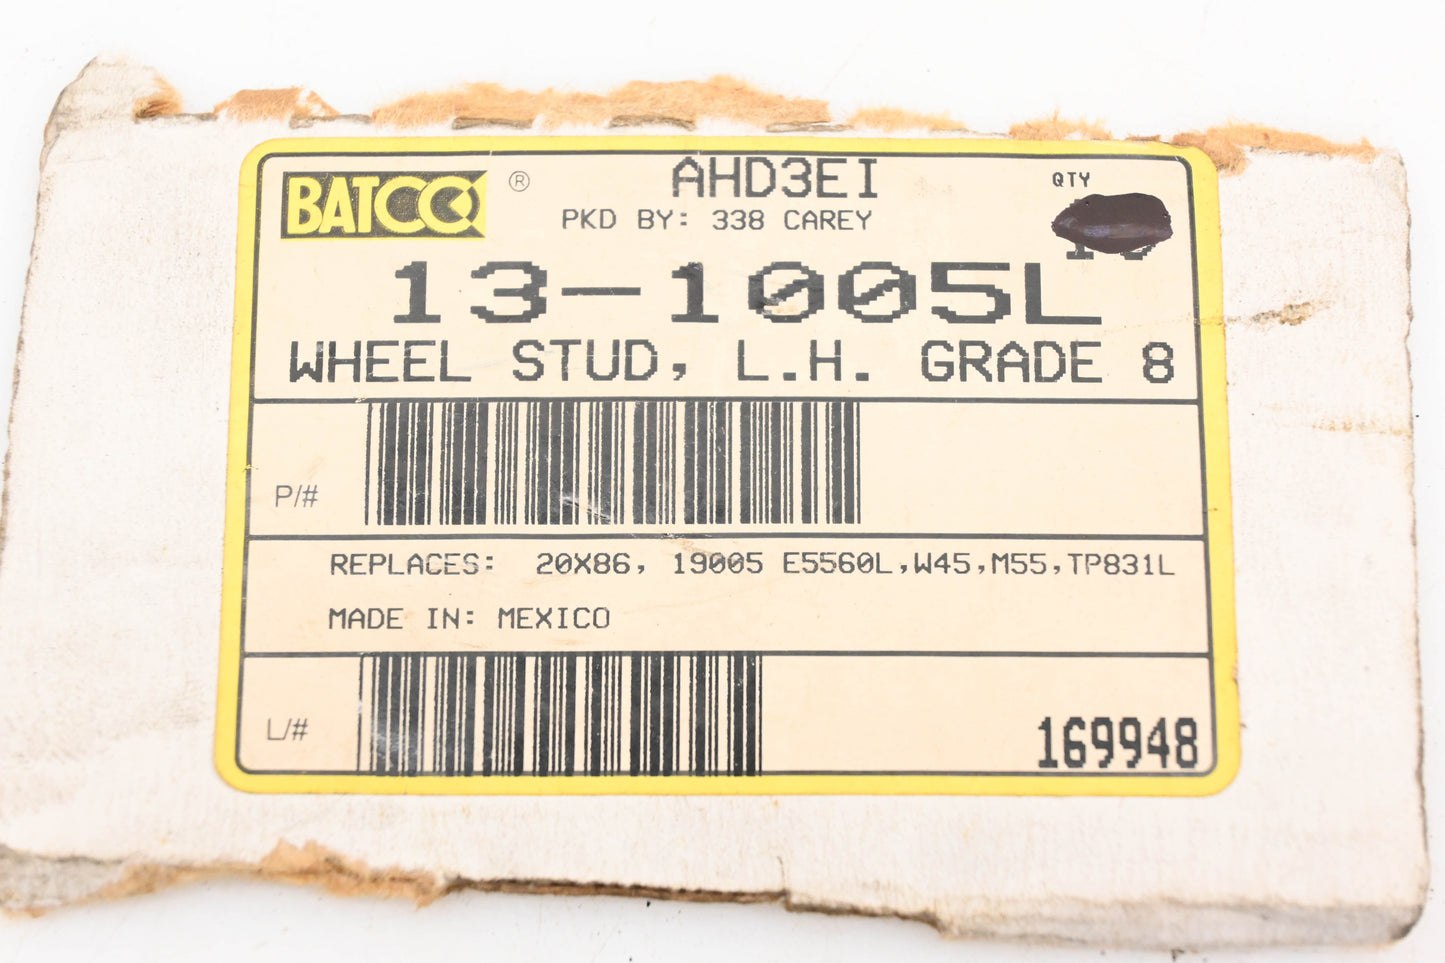 BATCO ® AHD3EI QTY
PKD BY: 338 CAREY
13-1005L
WHEEL STUD, L.H. GRADE 8
P/#
REPLACES: 20X86, 19005 E5560L,W45,M55,TP831L
MADE IN: MEXICO
L/# 169948